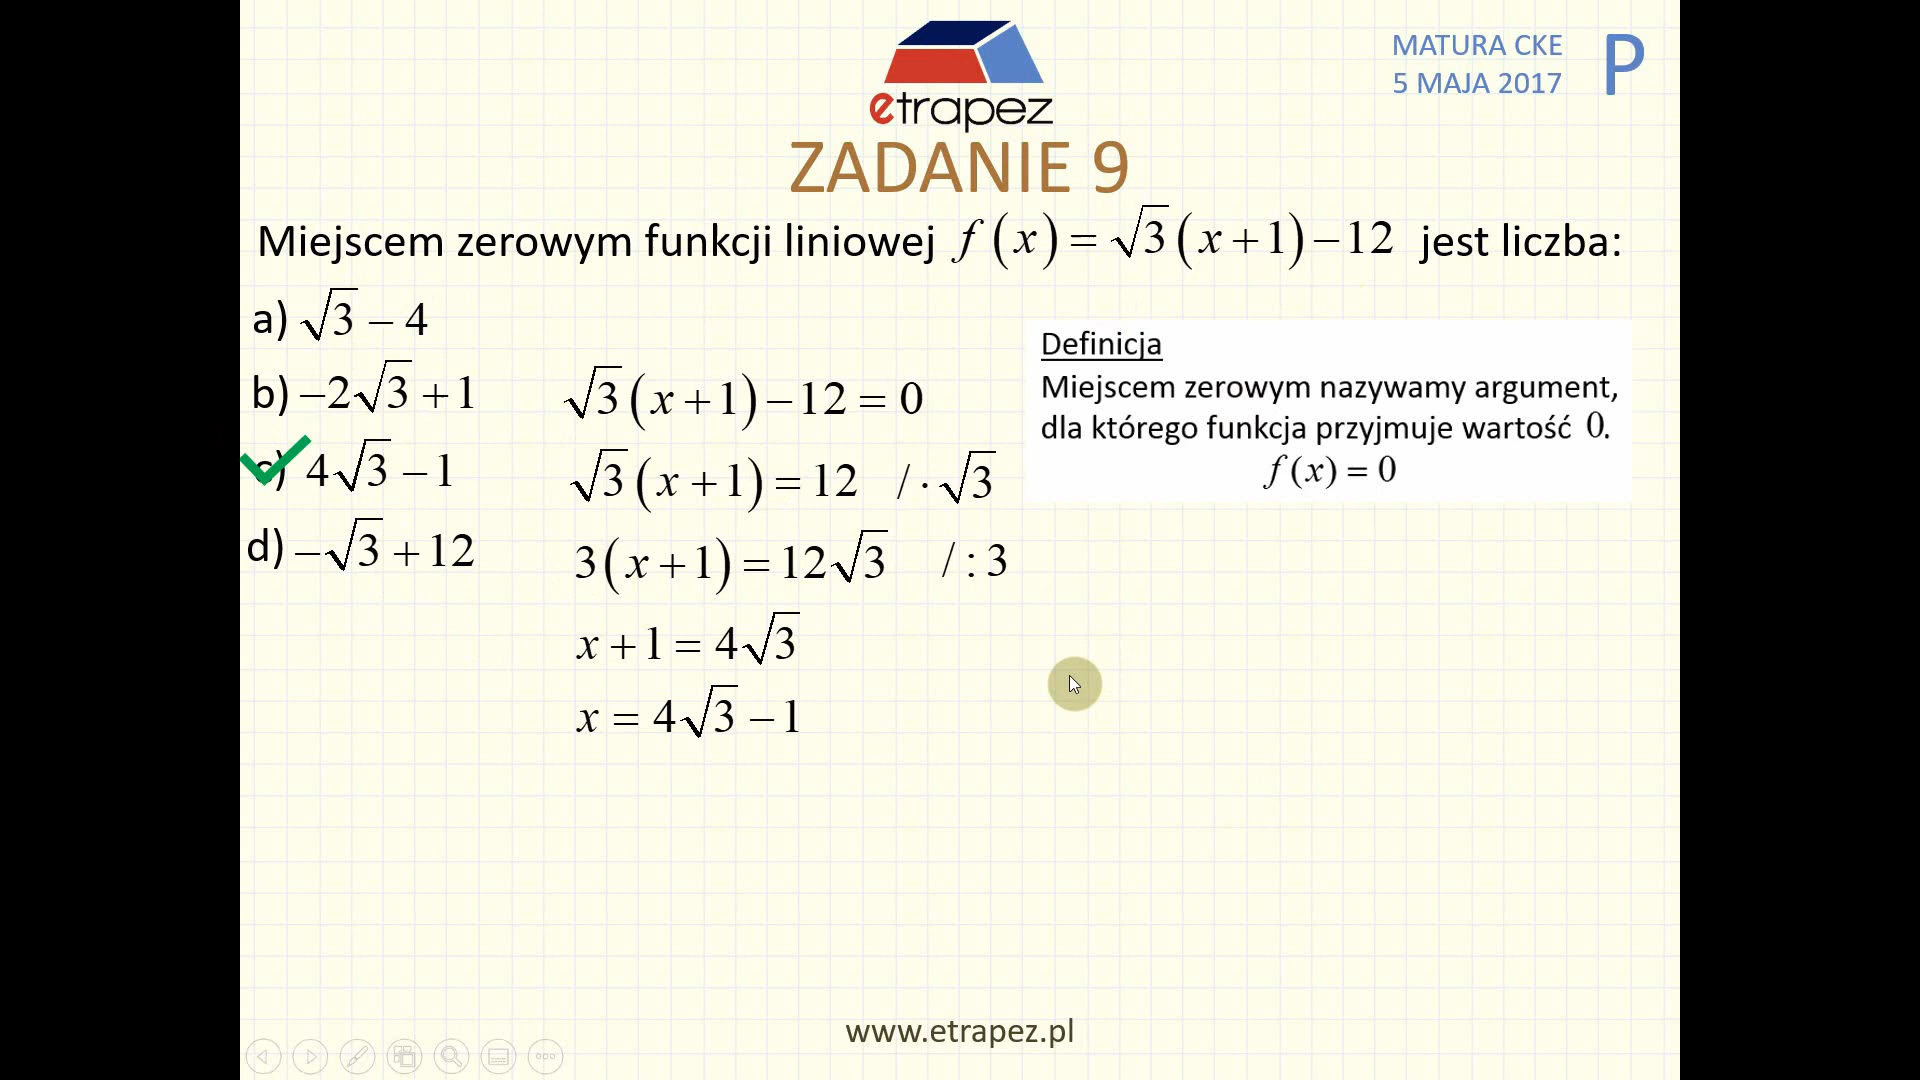 etrapez
MATURA CKE
5 MAJA 2017
P
ZADANIE 9
Miejscem zerowym funkcji liniowej f(x)=√3(x+1)−12 jest liczba:
a) √3−4
b) −2√3+1
c) 4√3−1
d) −√3+12
√3(x+1)−12=0
√3(x+1)=12 /·√3
3(x+1)=12√3 /:3
x+1=4√3
x=4√3−1
Definicja
Miejscem zerowym nazywamy argument,
dla którego funkcja przyjmuje wartość 0.
f(x)=0
www.etrapez.pl